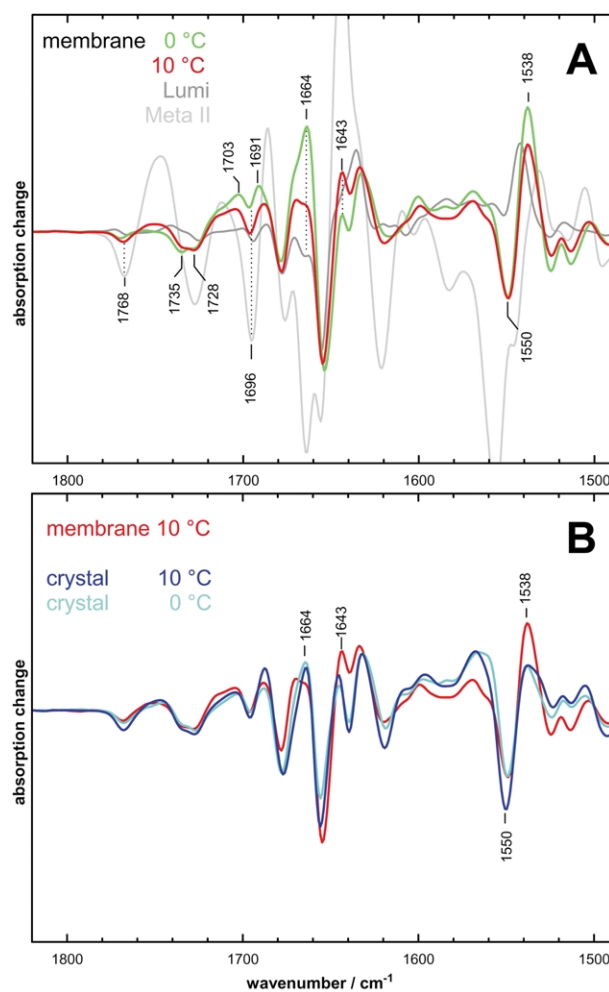 membrane 0 °C
10 °C
Lumi
Meta II
A
1538
1664
1643
1703
1691
absorption change
1768
1735
1728
1696
1550
1800 1700 1600 1500
B
membrane 10 °C
crystal 10 °C
crystal 0 °C
1538
1664
1643
absorption change
1550
1800 1700 1600 1500
wavenumber / cm⁻¹